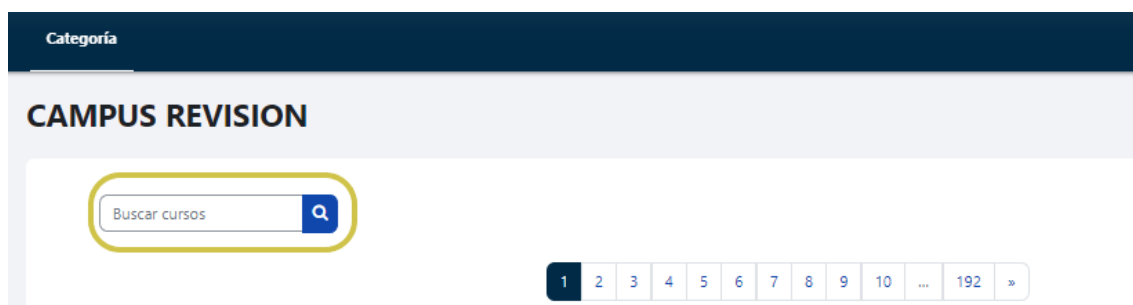 Categoría
CAMPUS REVISION
Buscar cursos
1 2 3 4 5 6 7 8 9 10 ... 192 »